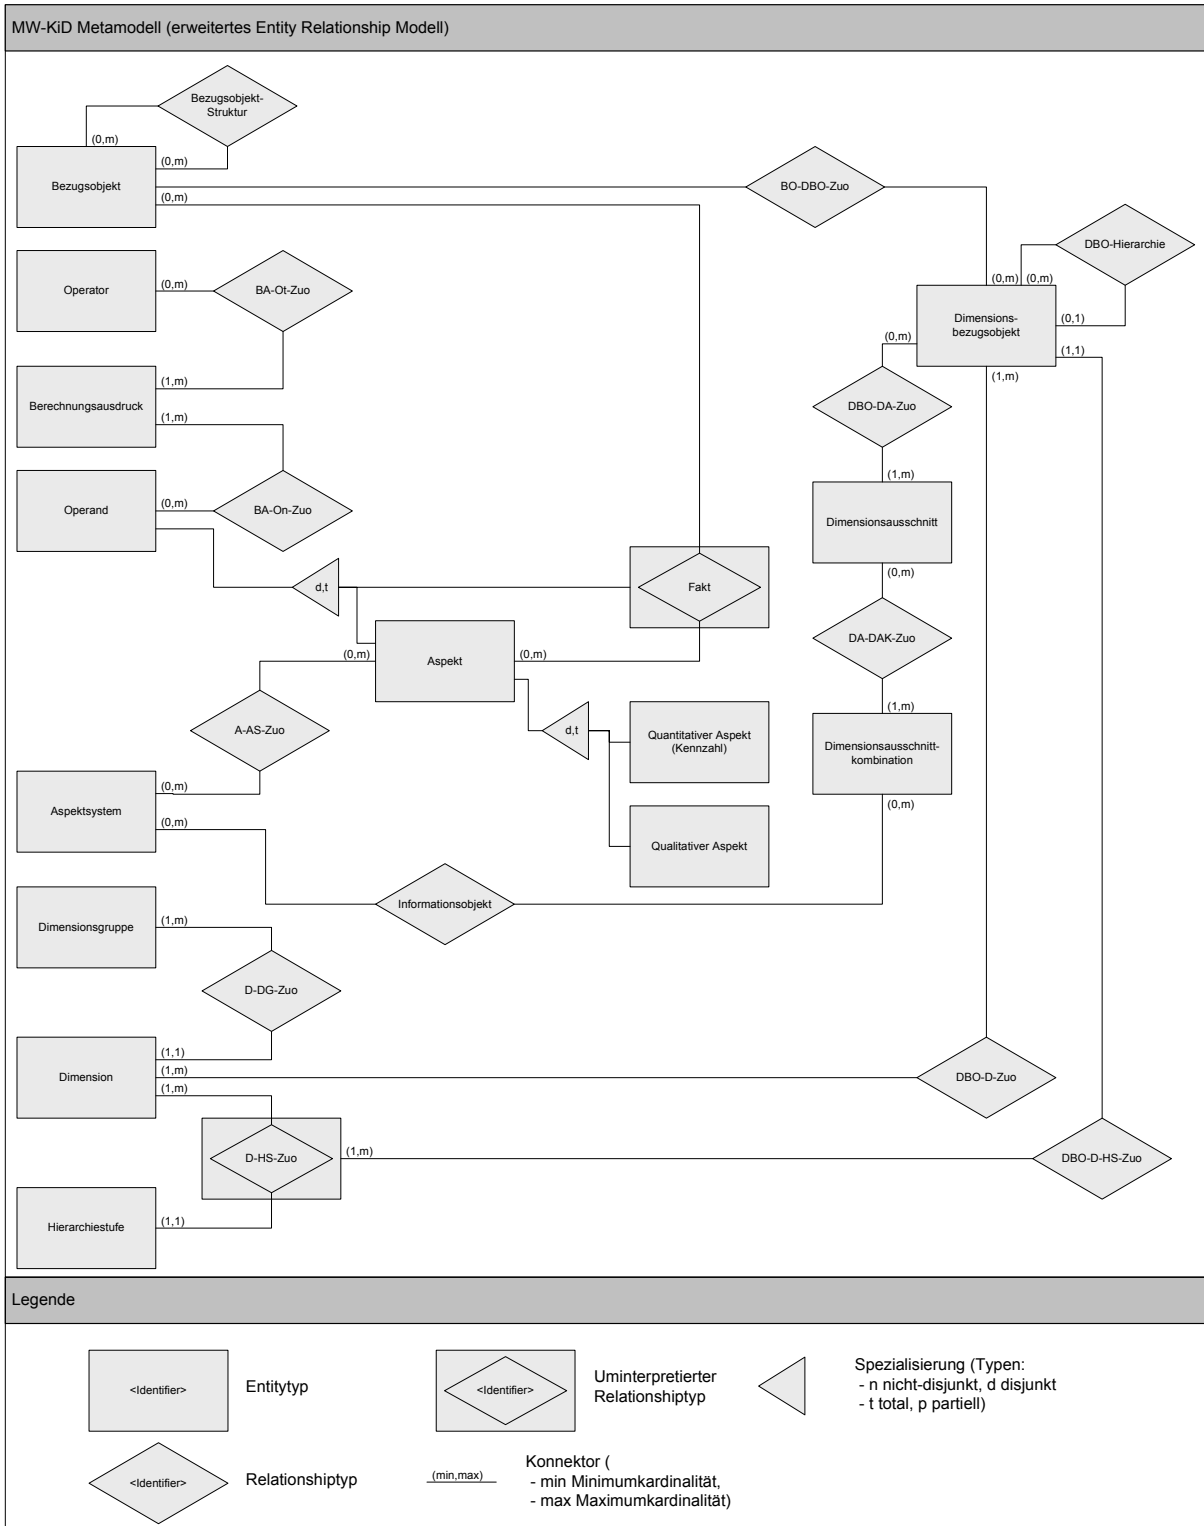 MW-KiD Metamodell (erweitertes Entity Relationship Modell)
Bezugsobjekt-
Struktur
(0,m)
(0,m)
Bezugsobjekt
(0,m)
(0,m)
BO-DBO-Zuo
DBO-Hierarchie
Operator
(0,m)
BA-Ot-Zuo
(0,m)
(0,m)
Dimensions-
bezugsobjekt
(0,1)
(0,m)
(1,1)
(1,m)
Berechnungsausdruck
(1,m)
(1,m)
DBO-DA-Zuo
(1,m)
Operand
(0,m)
BA-On-Zuo
Dimensionsausschnitt
(0,m)
d,t
Fakt
DA-DAK-Zuo
(0,m)
Aspekt
(0,m)
(1,m)
A-AS-Zuo
d,t
Quantitativer Aspekt
(Kennzahl)
Dimensionsausschnitt-
kombination
(0,m)
Aspektsystem
(0,m)
(0,m)
Qualitativer Aspekt
Informationsobjekt
Dimensionsgruppe
(1,m)
D-DG-Zuo
(1,1)
Dimension
(1,m)
(1,m)
DBO-D-Zuo
D-HS-Zuo
(1,m)
DBO-D-HS-Zuo
Hierarchiestufe
(1,1)
Legende
<Identifier>
Entitytyp
<Identifier>
Uminterpretierter
Relationshiptyp
Spezialisierung (Typen:
- n nicht-disjunkt, d disjunkt
- t total, p partiell)
<Identifier>
Relationshiptyp
(min,max)
Konnektor (
- min Minimumkardinalität,
- max Maximumkardinalität)